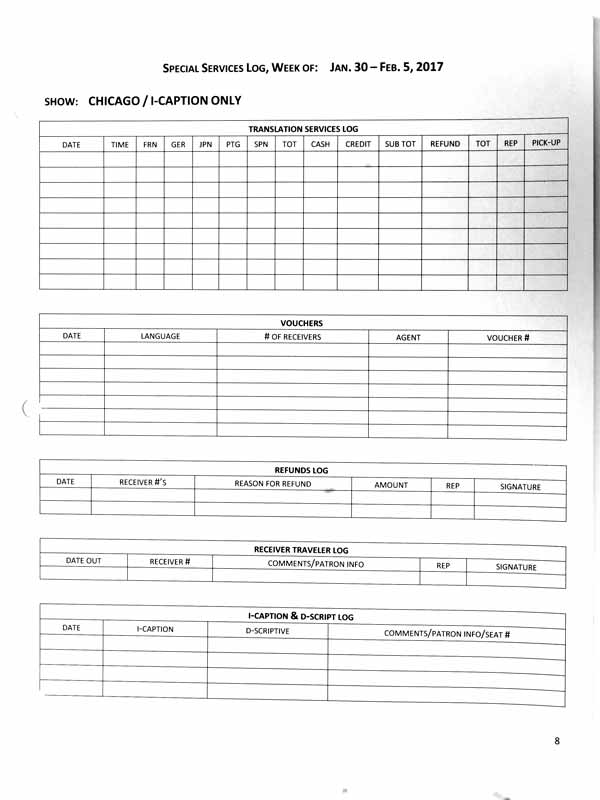 SPECIAL SERVICES LOG, WEEK OF: JAN. 30 – FEB. 5, 2017
SHOW: CHICAGO / I-CAPTION ONLY
TRANSLATION SERVICES LOG
DATE TIME FRN GER JPN PTG SPN TOT CASH CREDIT SUB TOT REFUND TOT REP PICK-UP
VOUCHERS
DATE LANGUAGE # OF RECEIVERS AGENT VOUCHER #
REFUNDS LOG
DATE RECEIVER #'S REASON FOR REFUND AMOUNT REP SIGNATURE
RECEIVER TRAVELER LOG
DATE OUT RECEIVER # COMMENTS/PATRON INFO REP SIGNATURE
I-CAPTION & D-SCRIPT LOG
DATE I-CAPTION D-SCRIPTIVE COMMENTS/PATRON INFO/SEAT #
8